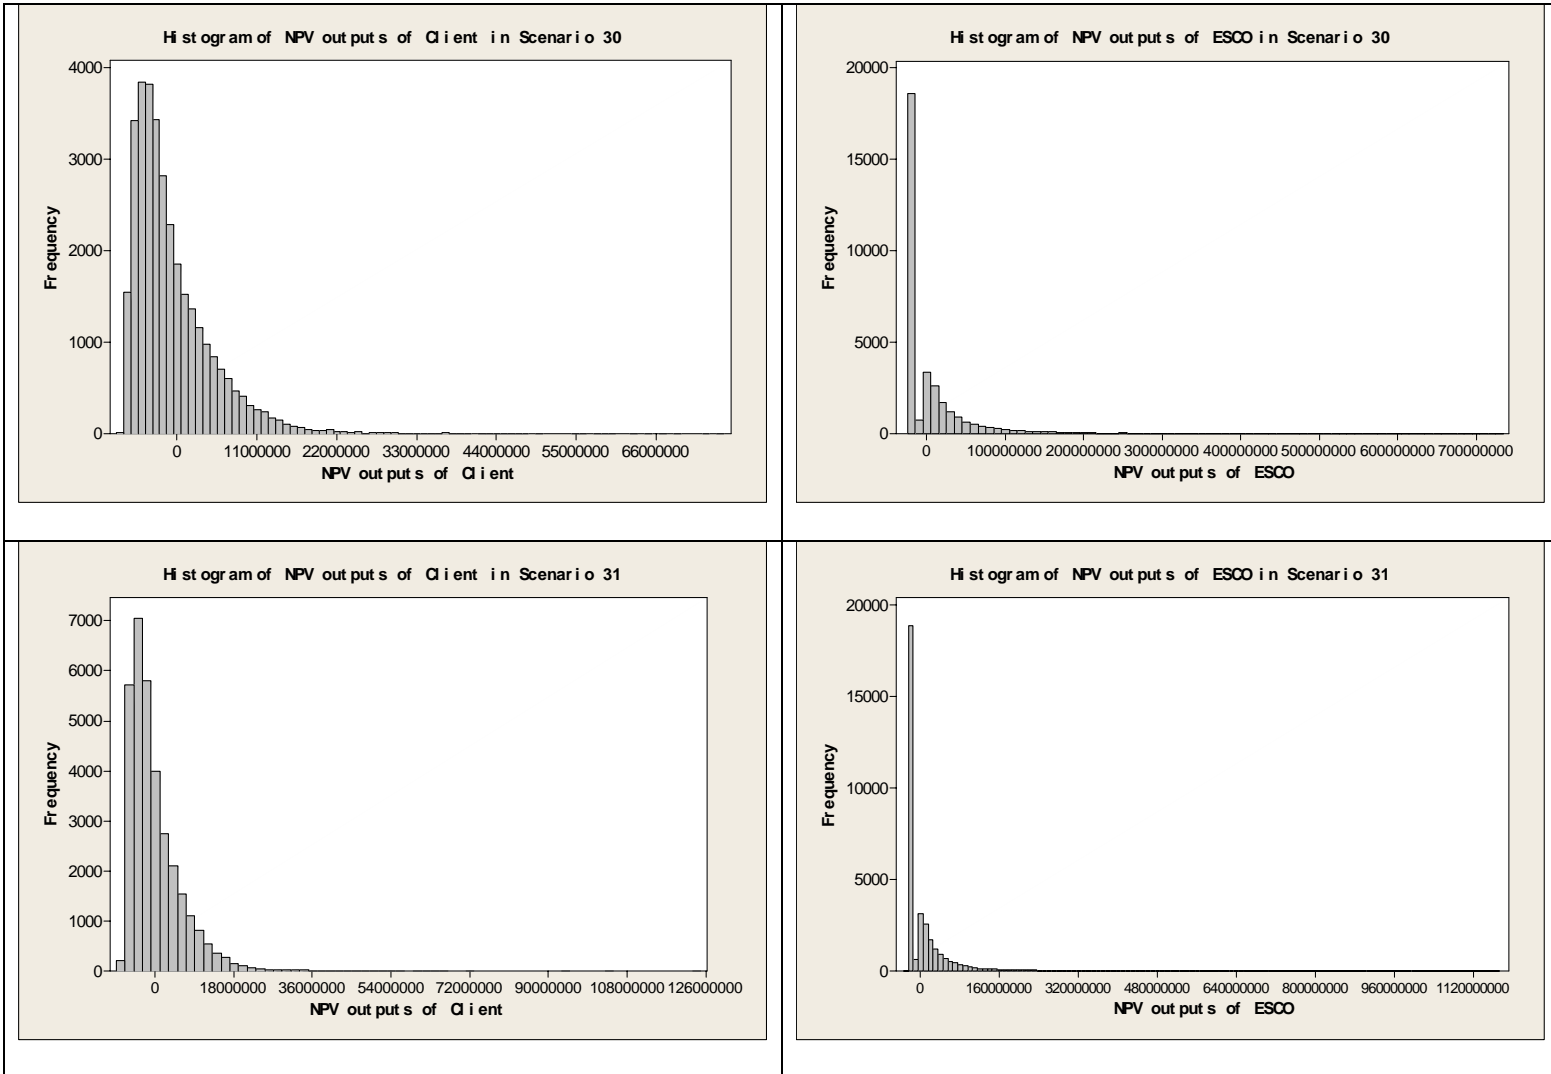 Histogram of NPV outputs of Client in Scenario 30
4000
3000
2000
1000
0
Frequency
0 11000000 22000000 33000000 44000000 55000000 66000000
NPV outputs of Client
Histogram of NPV outputs of ESCO in Scenario 30
20000
15000
10000
5000
0
Frequency
0 100000000 200000000 300000000 400000000 500000000 600000000 700000000
NPV outputs of ESCO
Histogram of NPV outputs of Client in Scenario 31
7000
6000
5000
4000
3000
2000
1000
0
Frequency
0 18000000 36000000 54000000 72000000 90000000 108000000 126000000
NPV outputs of Client
Histogram of NPV outputs of ESCO in Scenario 31
20000
15000
10000
5000
0
Frequency
0 160000000 320000000 480000000 640000000 800000000 960000000 1120000000
NPV outputs of ESCO